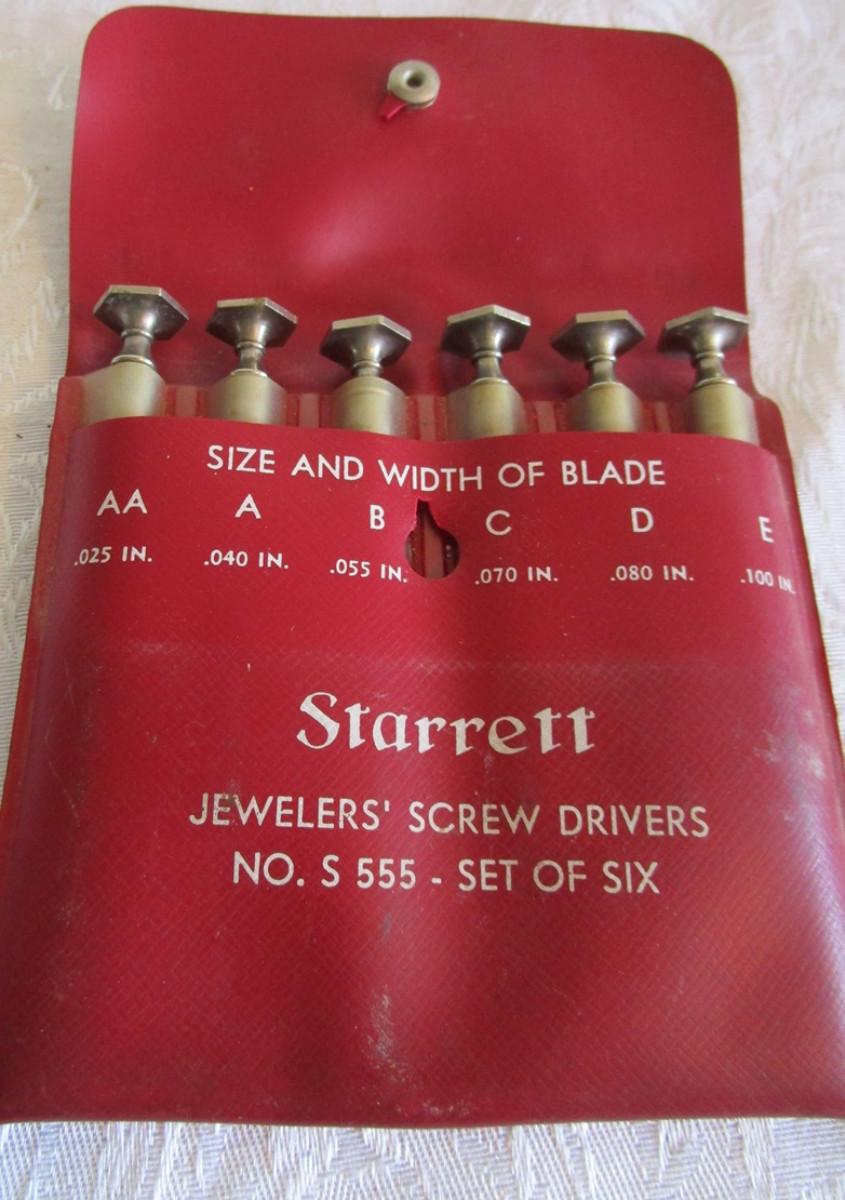 SIZE AND WIDTH OF BLADE
AA A B C D E
.025 IN. .040 IN. .055 IN. .070 IN. .080 IN. .100 IN.
Starrett
JEWELERS' SCREW DRIVERS
NO. S 555 - SET OF SIX